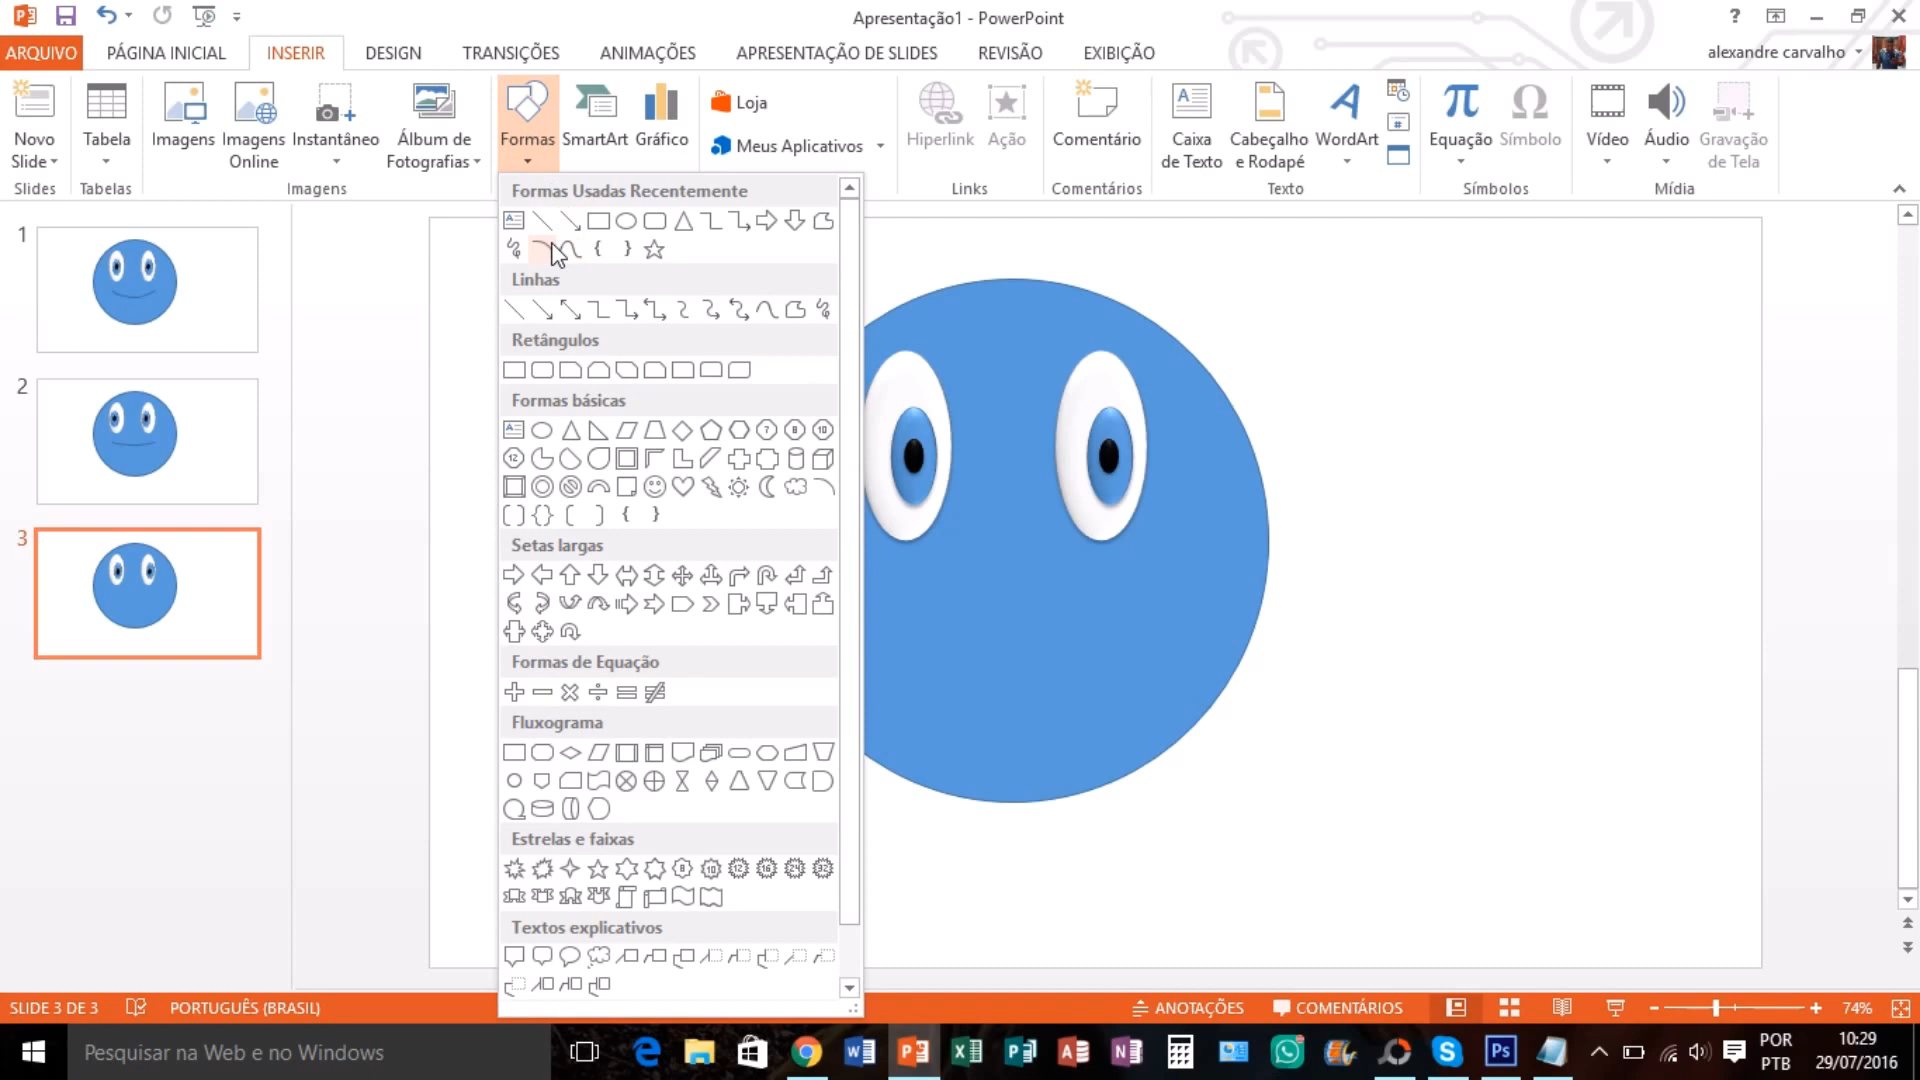 Apresentação1 - PowerPoint
?
ARQUIVO PÁGINA INICIAL INSERIR DESIGN TRANSIÇÕES ANIMAÇÕES APRESENTAÇÃO DE SLIDES REVISÃO EXIBIÇÃO
alexandre carvalho
Novo Slide
Tabela
Imagens
Imagens Online
Instantâneo
Álbum de Fotografias
Formas
SmartArt
Gráfico
Loja
Meus Aplicativos
Hiperlink
Ação
Comentário
Caixa de Texto
Cabeçalho e Rodapé
WordArt
Equação
Símbolo
Vídeo
Áudio
Gravação de Tela
Slides
Tabelas
Imagens
Links
Comentários
Texto
Símbolos
Mídia
1
2
3
Formas Usadas Recentemente
Linhas
Retângulos
Formas básicas
Setas largas
Formas de Equação
Fluxograma
Estrelas e faixas
Textos explicativos
SLIDE 3 DE 3
PORTUGUÊS (BRASIL)
ANOTAÇÕES
COMENTÁRIOS
74%
Pesquisar na Web e no Windows
POR
PTB
10:29
29/07/2016